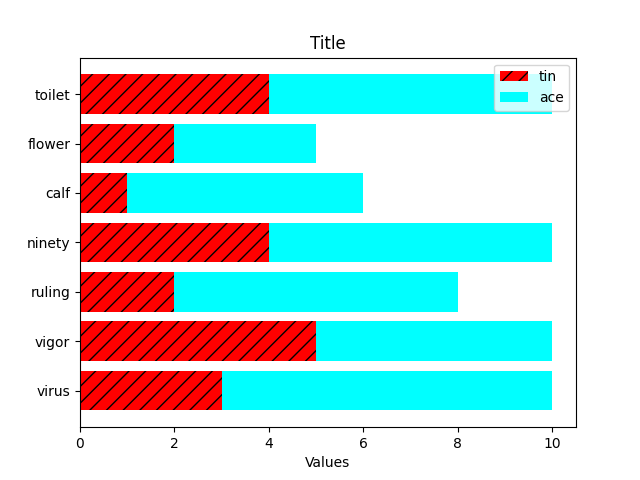 Title
tin
ace
toilet
flower
calf
ninety
ruling
vigor
virus
0 2 4 6 8 10
Values